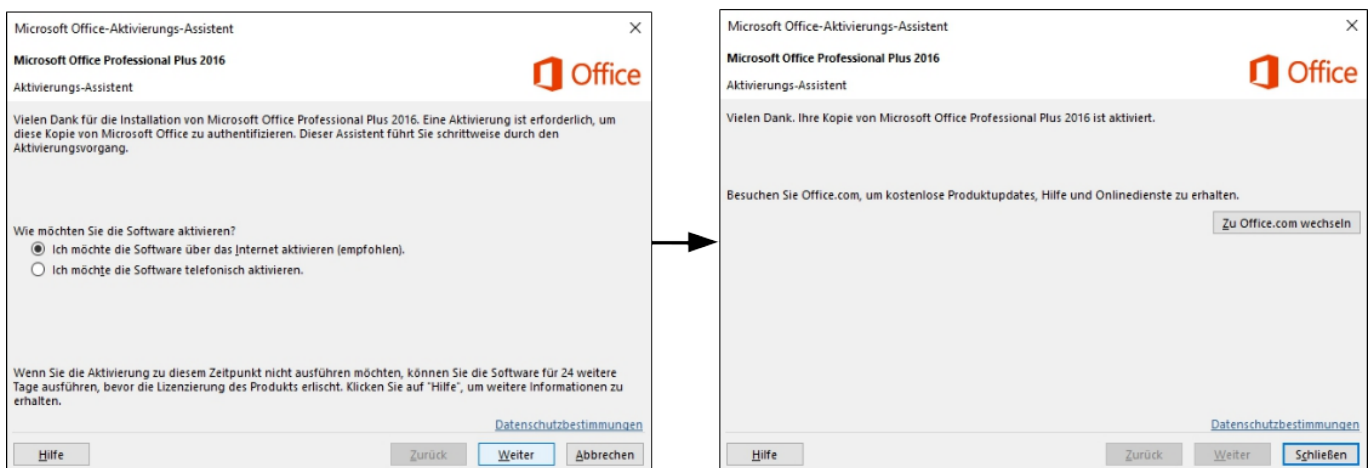 Microsoft Office-Aktivierungs-Assistent
Microsoft Office Professional Plus 2016
Office
Aktivierungs-Assistent
Vielen Dank für die Installation von Microsoft Office Professional Plus 2016. Eine Aktivierung ist erforderlich, um
diese Kopie von Microsoft Office zu authentifizieren. Dieser Assistent führt Sie schrittweise durch den
Aktivierungsvorgang.
Wie möchten Sie die Software aktivieren?
Ich möchte die Software über das Internet aktivieren (empfohlen).
Ich möchte die Software telefonisch aktivieren.
Wenn Sie die Aktivierung zu diesem Zeitpunkt nicht ausführen möchten, können Sie die Software für 24 weitere
Tage ausführen, bevor die Lizenzierung des Produkts erlischt. Klicken Sie auf "Hilfe", um weitere Informationen zu
erhalten.
Datenschutzbestimmungen
Hilfe
Zurück
Weiter
Abbrechen
Microsoft Office-Aktivierungs-Assistent
Microsoft Office Professional Plus 2016
Office
Aktivierungs-Assistent
Vielen Dank. Ihre Kopie von Microsoft Office Professional Plus 2016 ist aktiviert.
Besuchen Sie Office.com, um kostenlose Produktupdates, Hilfe und Onlinedienste zu erhalten.
Zu Office.com wechseln
Datenschutzbestimmungen
Hilfe
Zurück
Weiter
Schließen